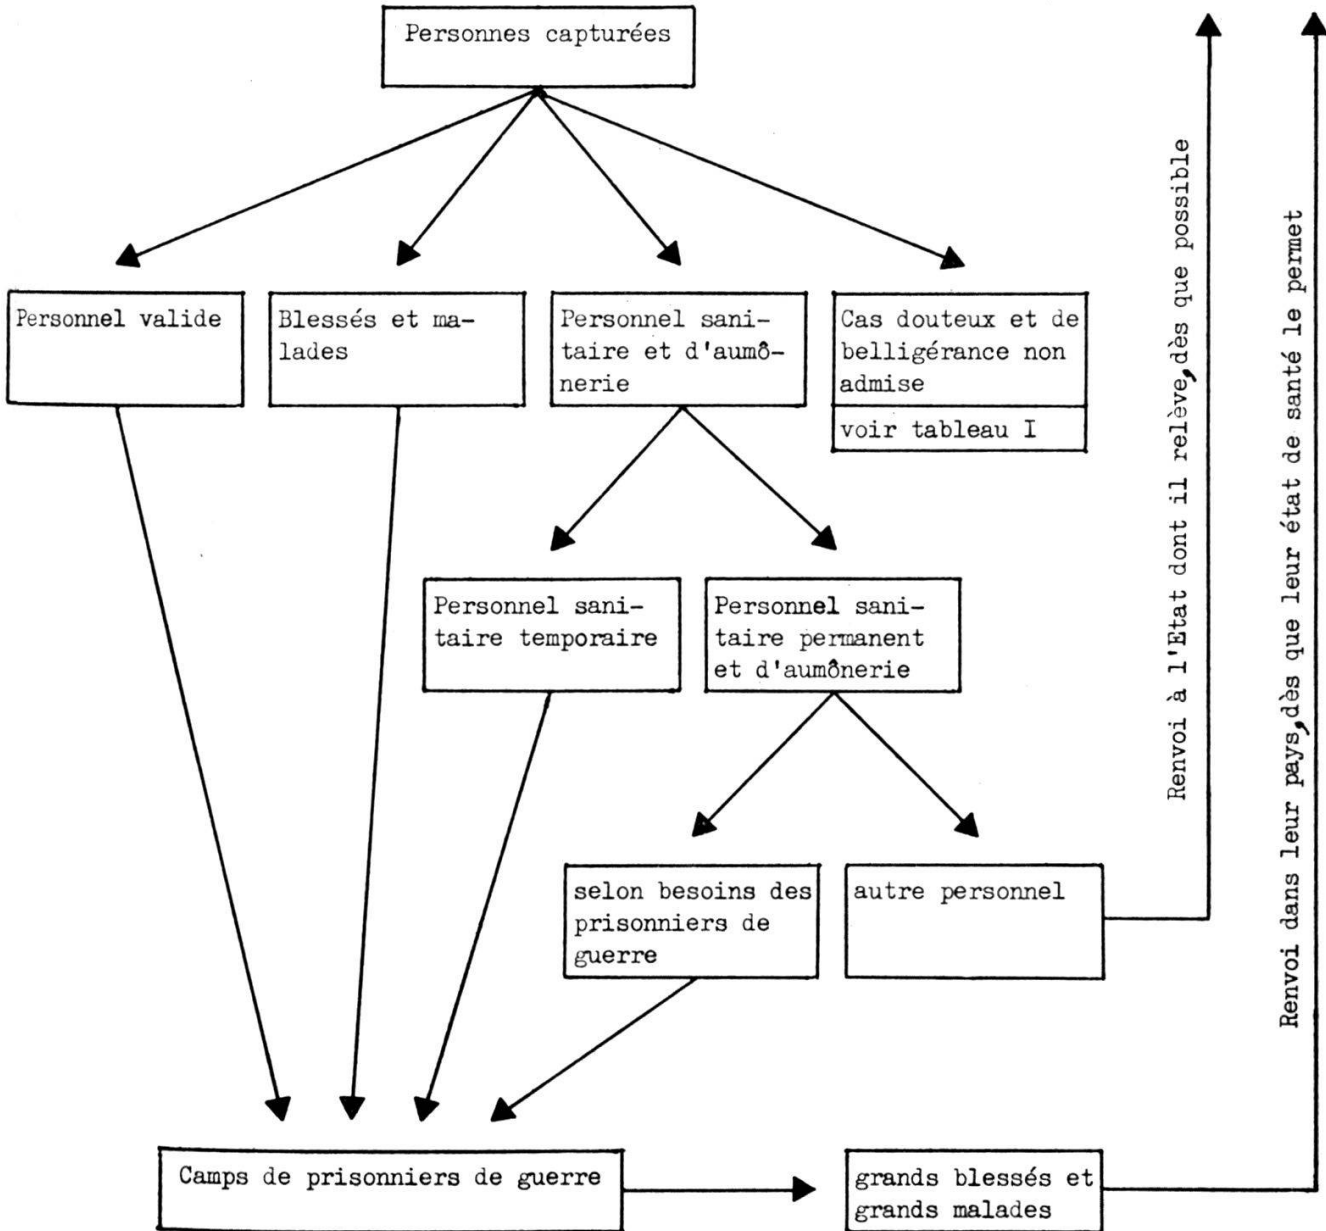 Personnes capturées
Personnel valide
Blessés et ma-
lades
Personnel sani-
taire et d'aumô-
nerie
Cas douteux et de
belligérance non
admise
voir tableau I
Personnel sani-
taire temporaire
Personnel sani-
taire permanent
et d'aumônerie
selon besoins des
prisonniers de
guerre
autre personnel
Camps de prisonniers de guerre
grands blessés et
grands malades
Renvoi à l'Etat dont il relève, dès que possible
Renvoi dans leur pays, dès que leur état de santé le permet